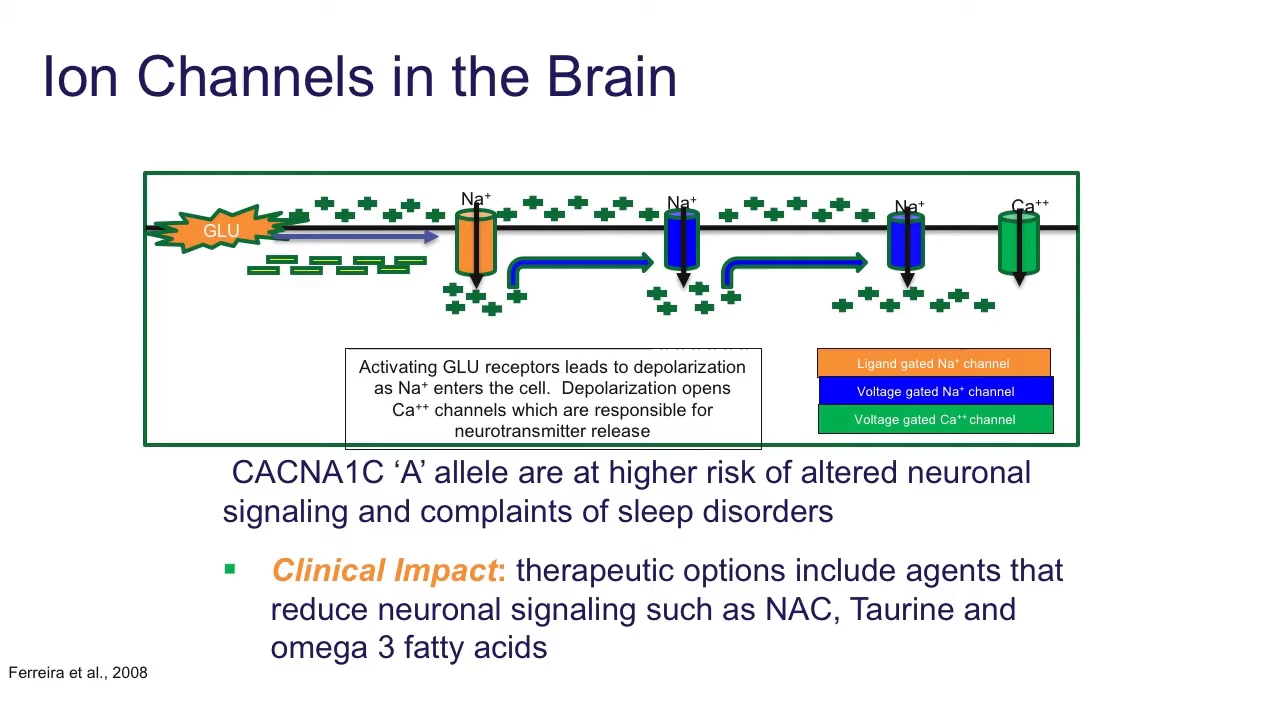 Ion Channels in the Brain
Na⁺
Na⁺
Na⁺
Ca⁺⁺
GLU
Activating GLU receptors leads to depolarization
as Na⁺ enters the cell.  Depolarization opens
Ca⁺⁺ channels which are responsible for
neurotransmitter release
Ligand gated Na⁺ channel
Voltage gated Na⁺ channel
Voltage gated Ca⁺⁺ channel
CACNA1C ‘A’ allele are at higher risk of altered neuronal
signaling and complaints of sleep disorders
▪ Clinical Impact: therapeutic options include agents that
reduce neuronal signaling such as NAC, Taurine and
omega 3 fatty acids
Ferreira et al., 2008